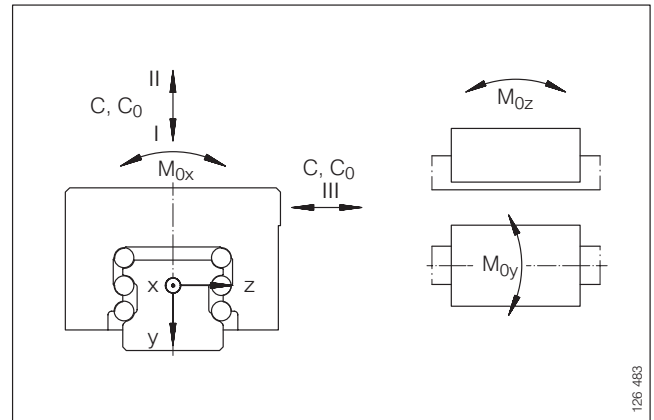 II
C, C0
I
M0x
C, C0
III
x
z
y
M0z
M0y
126 483